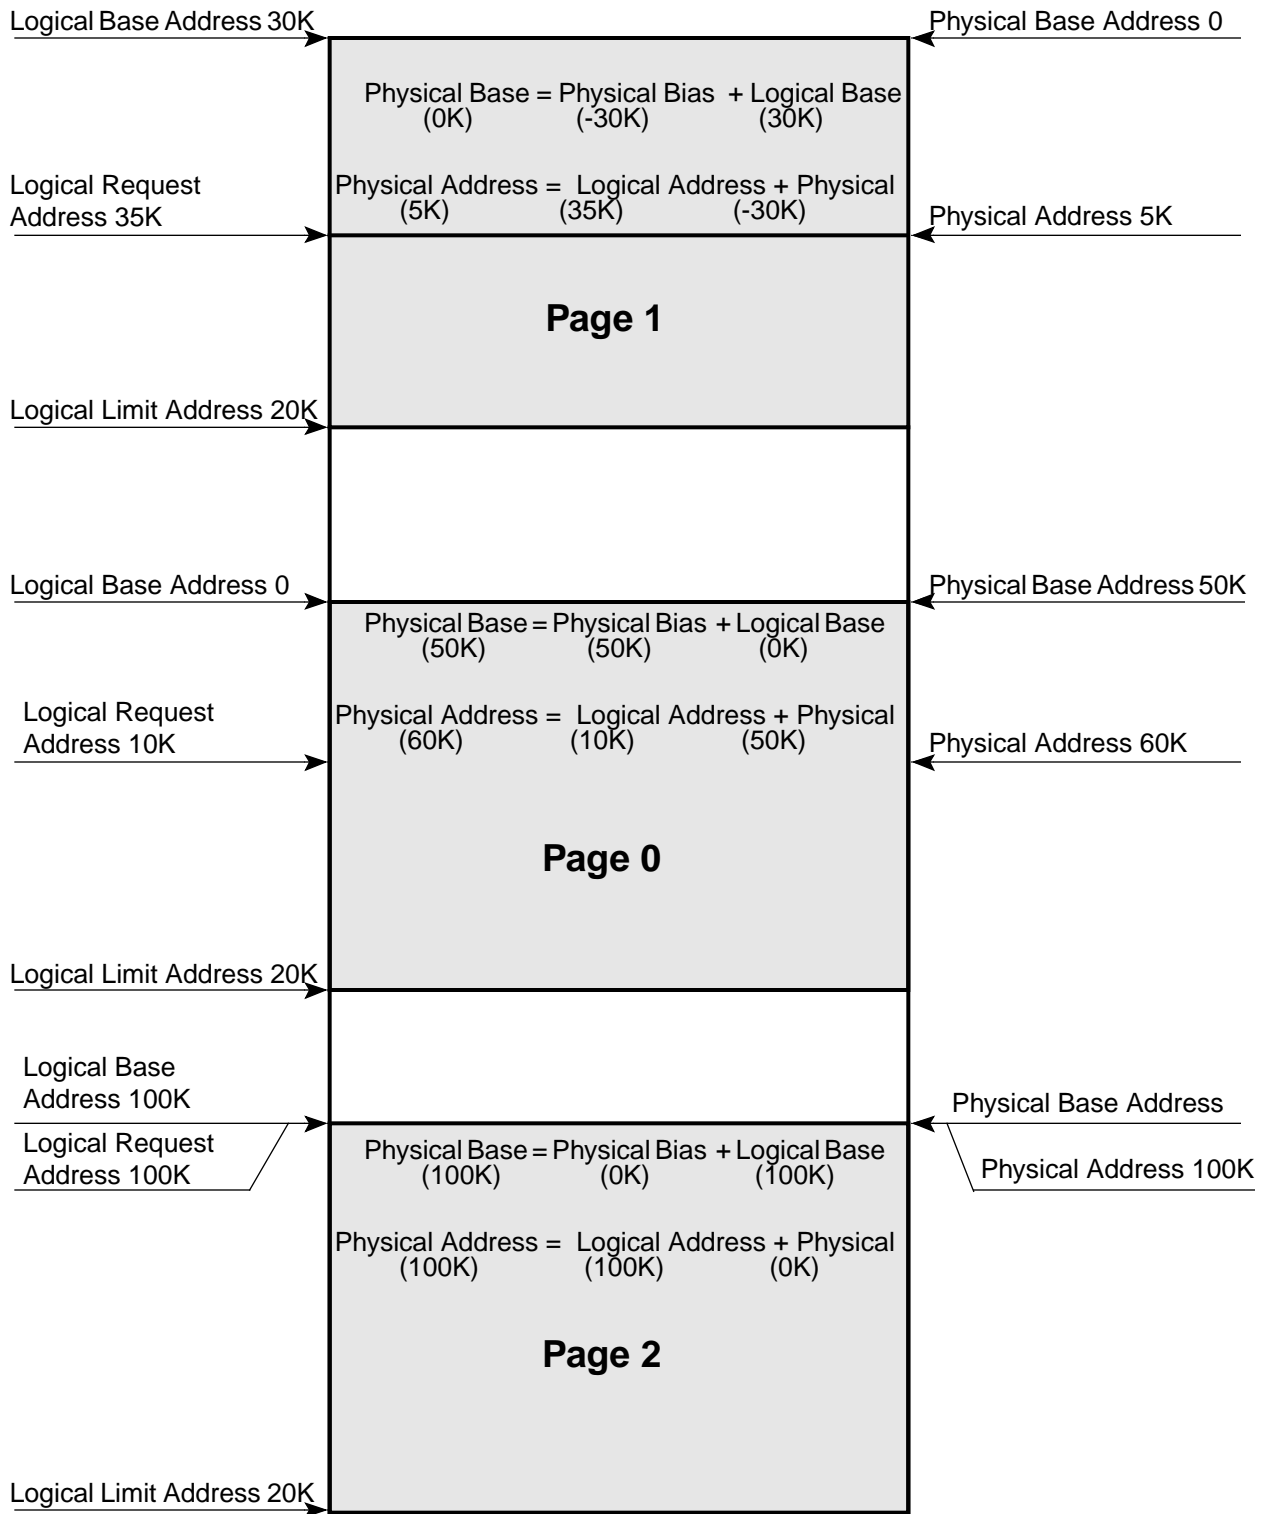 Logical Base Address 30K
Physical Base Address 0
Physical Base = Physical Bias + Logical Base
(0K) (-30K) (30K)
Logical Request
Address 35K
Physical Address = Logical Address + Physical
(5K) (35K) (-30K)
Physical Address 5K
Page 1
Logical Limit Address 20K
Logical Base Address 0
Physical Base Address 50K
Physical Base = Physical Bias + Logical Base
(50K) (50K) (0K)
Logical Request
Address 10K
Physical Address = Logical Address + Physical
(60K) (10K) (50K)
Physical Address 60K
Page 0
Logical Limit Address 20K
Logical Base
Address 100K
Physical Base Address
Logical Request
Address 100K
Physical Base = Physical Bias + Logical Base
(100K) (0K) (100K)
Physical Address 100K
Physical Address = Logical Address + Physical
(100K) (100K) (0K)
Page 2
Logical Limit Address 20K